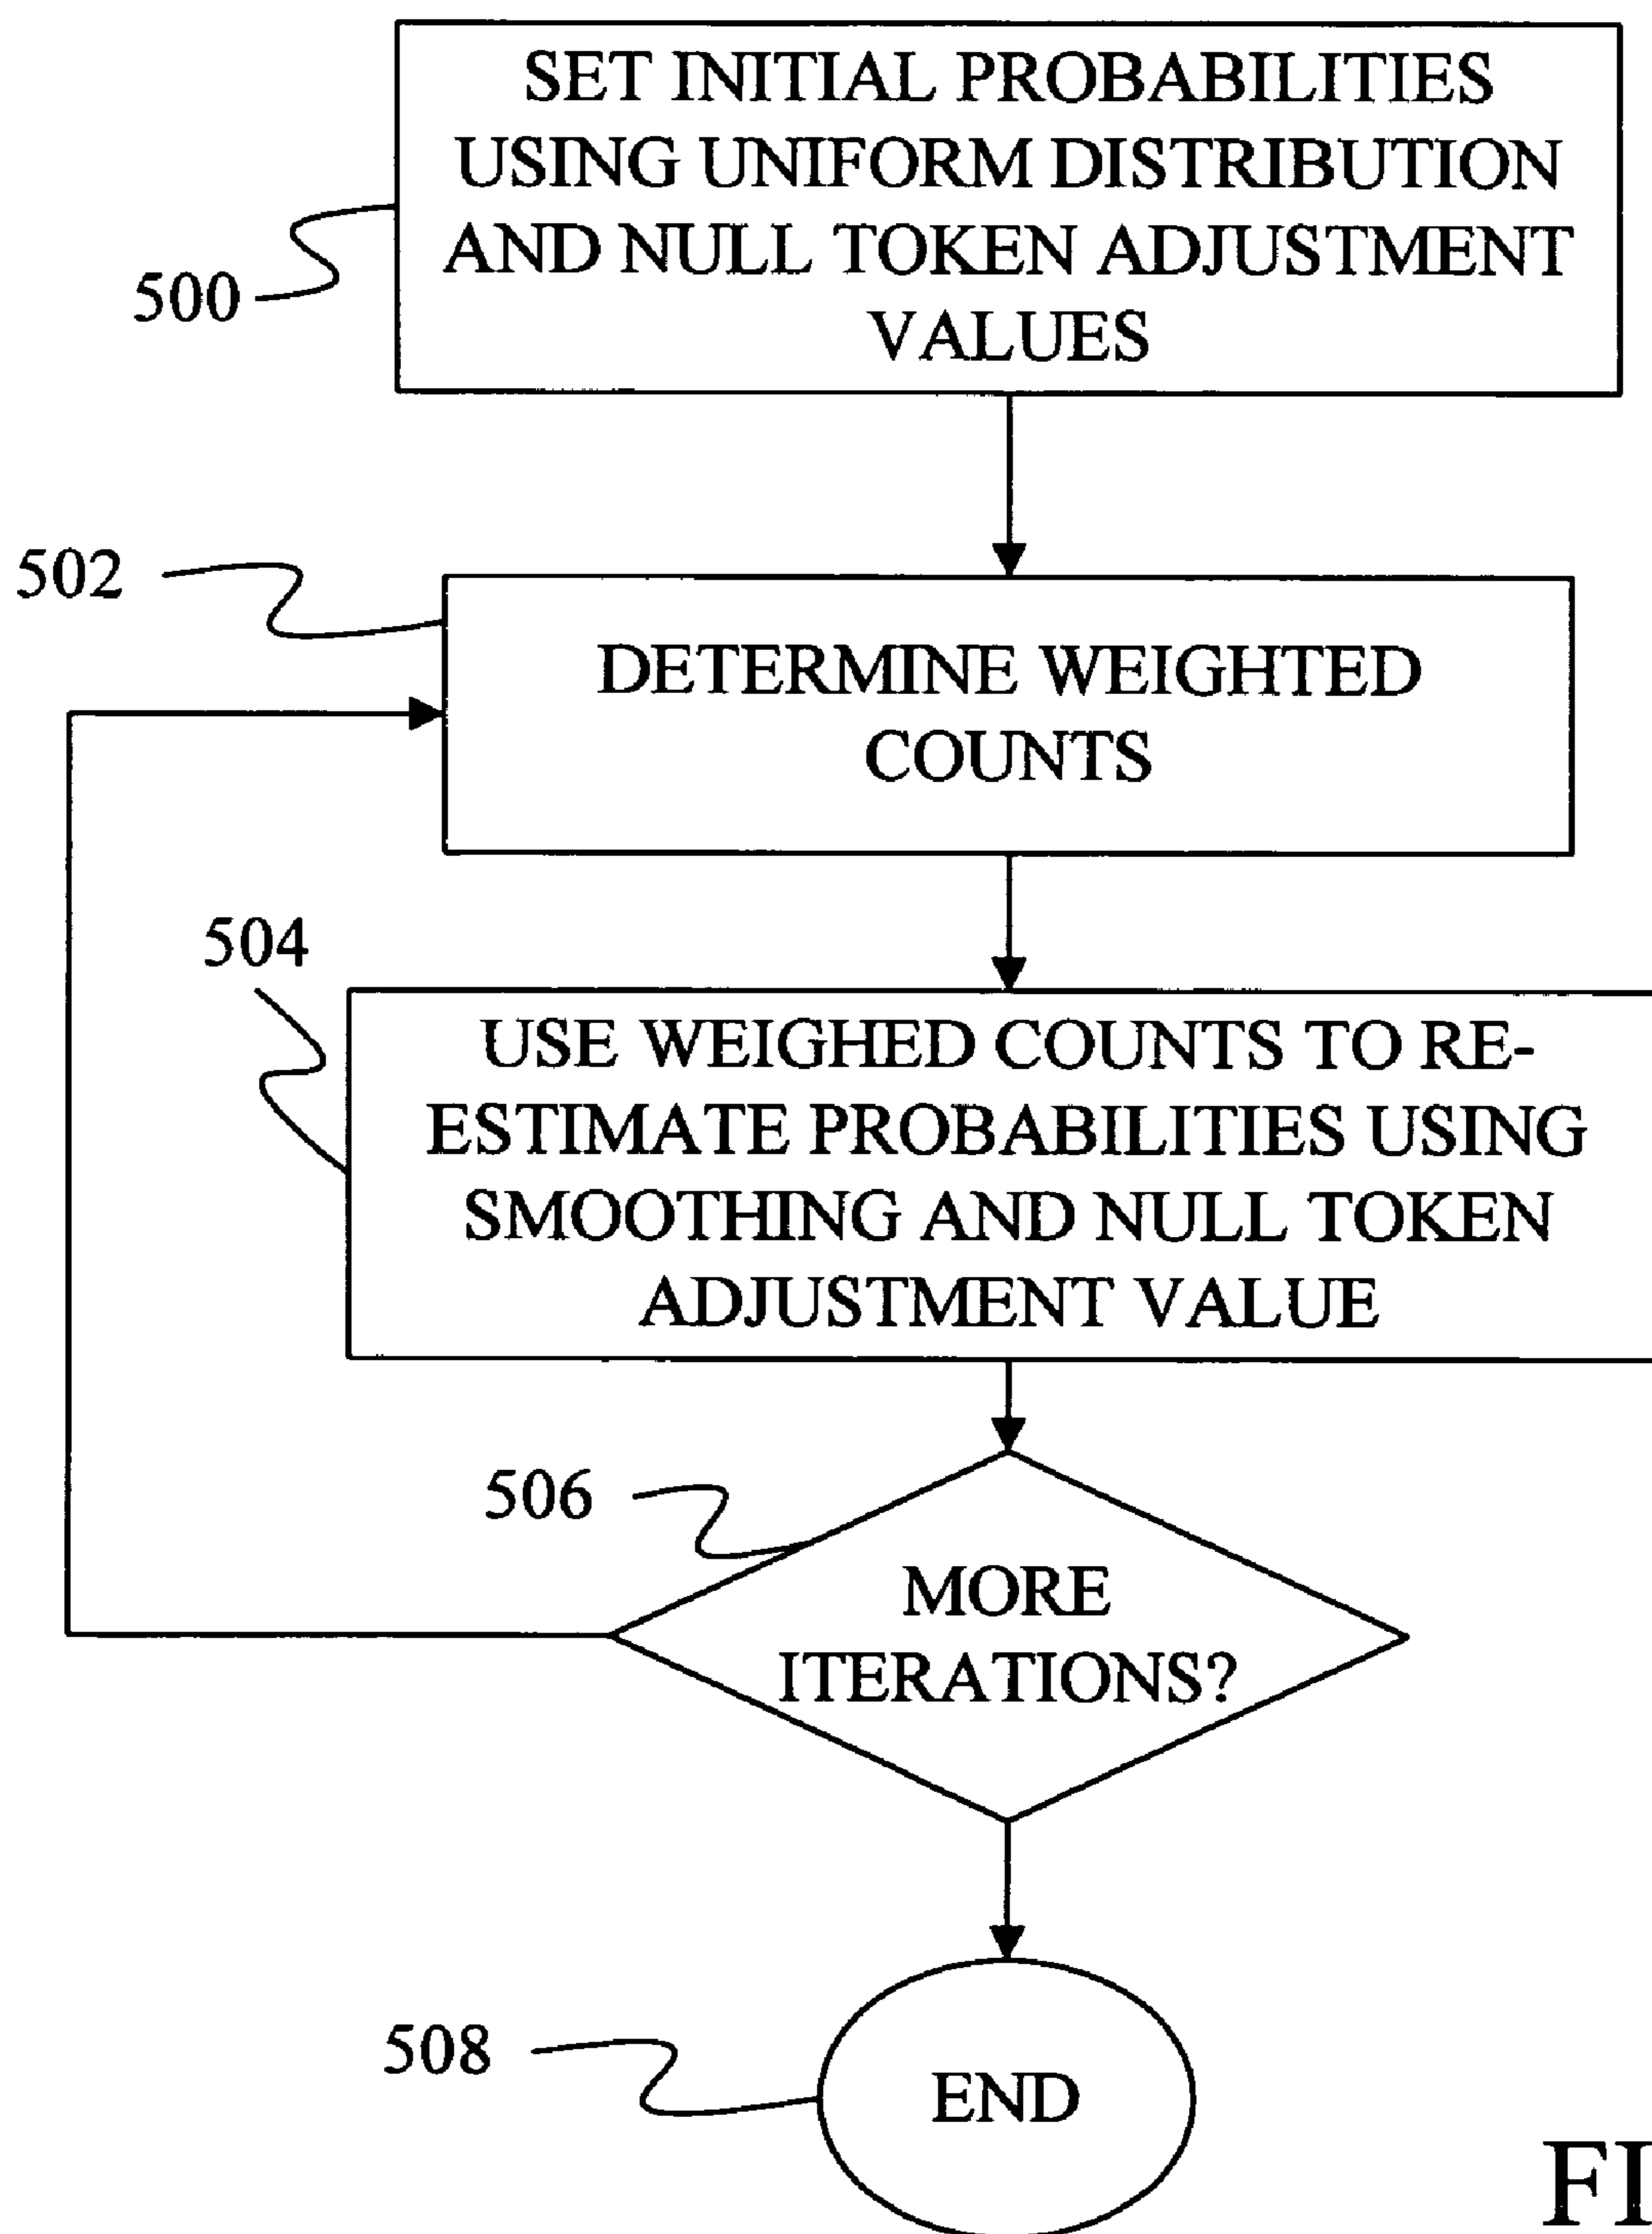 SET INITIAL PROBABILITIES
USING UNIFORM DISTRIBUTION
AND NULL TOKEN ADJUSTMENT
VALUES
500
502
DETERMINE WEIGHTED
COUNTS
504
USE WEIGHED COUNTS TO RE-
ESTIMATE PROBABILITIES USING
SMOOTHING AND NULL TOKEN
ADJUSTMENT VALUE
506
MORE
ITERATIONS?
508
END
FI